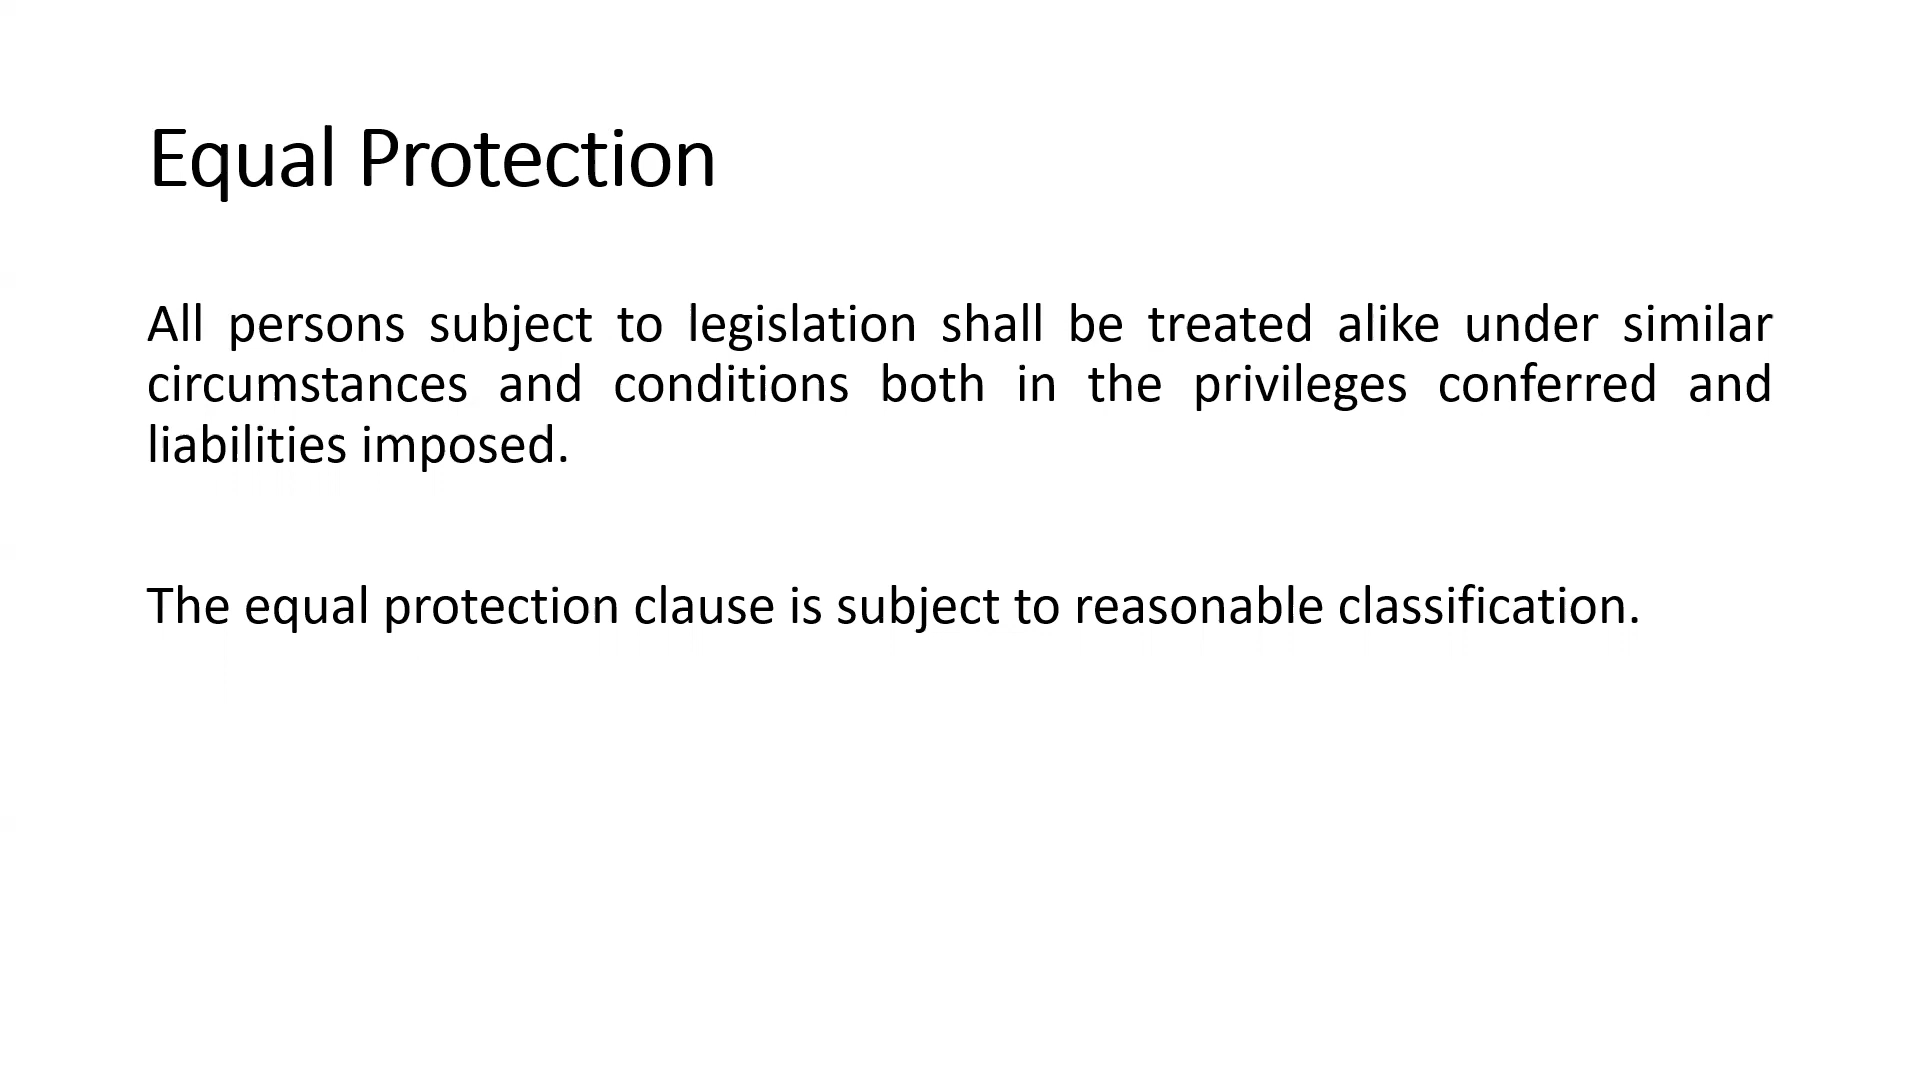 Equal Protection
All persons subject to legislation shall be treated alike under similar
circumstances and conditions both in the privileges conferred and
liabilities imposed.
The equal protection clause is subject to reasonable classification.